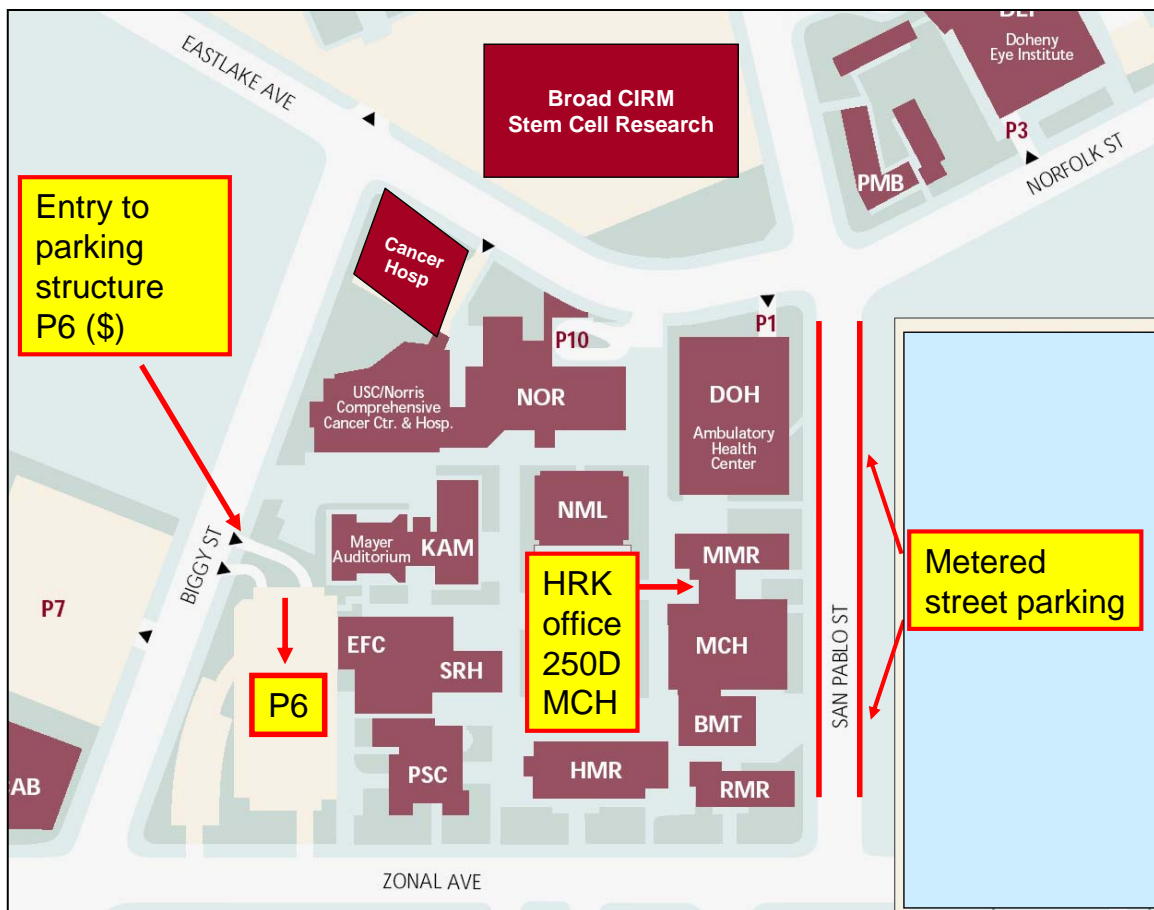 EASTLAKE AVE
Broad CIRM
Stem Cell Research
Doheny
Eye Institute
P3
NORFOLK ST
PMB
Entry to
parking
structure
P6 ($)
Cancer
Hosp
P10
P1
USC/Norris
Comprehensive
Cancer Ctr. & Hosp.
NOR
DOH
Ambulatory
Health
Center
NML
Mayer
Auditorium
KAM
MMR
BIGGY ST
P7
HRK
office
250D
MCH
Metered
street parking
EFC
SRH
MCH
SAN PABLO ST
P6
BMT
PSC
HMR
RMR
AB
ZONAL AVE